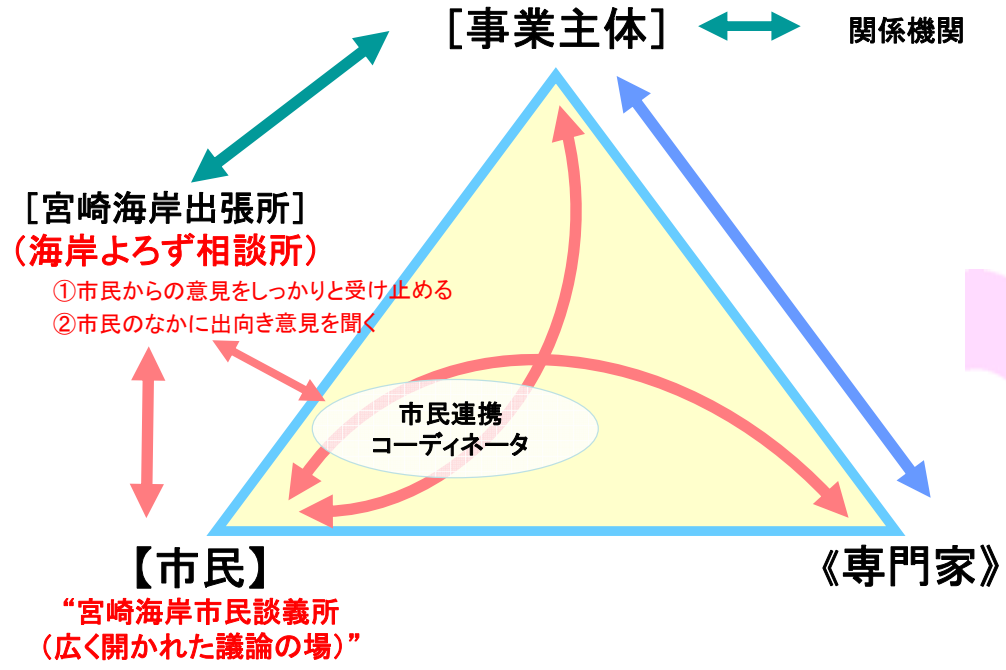 ［事業主体］
関係機関
［宮崎海岸出張所］
（海岸よろず相談所）
①市民からの意見をしっかりと受け止める
②市民のなかに出向き意見を聞く
市民連携
コーディネータ
【市民】
《専門家》
“宮崎海岸市民談義所
（広く開かれた議論の場）”